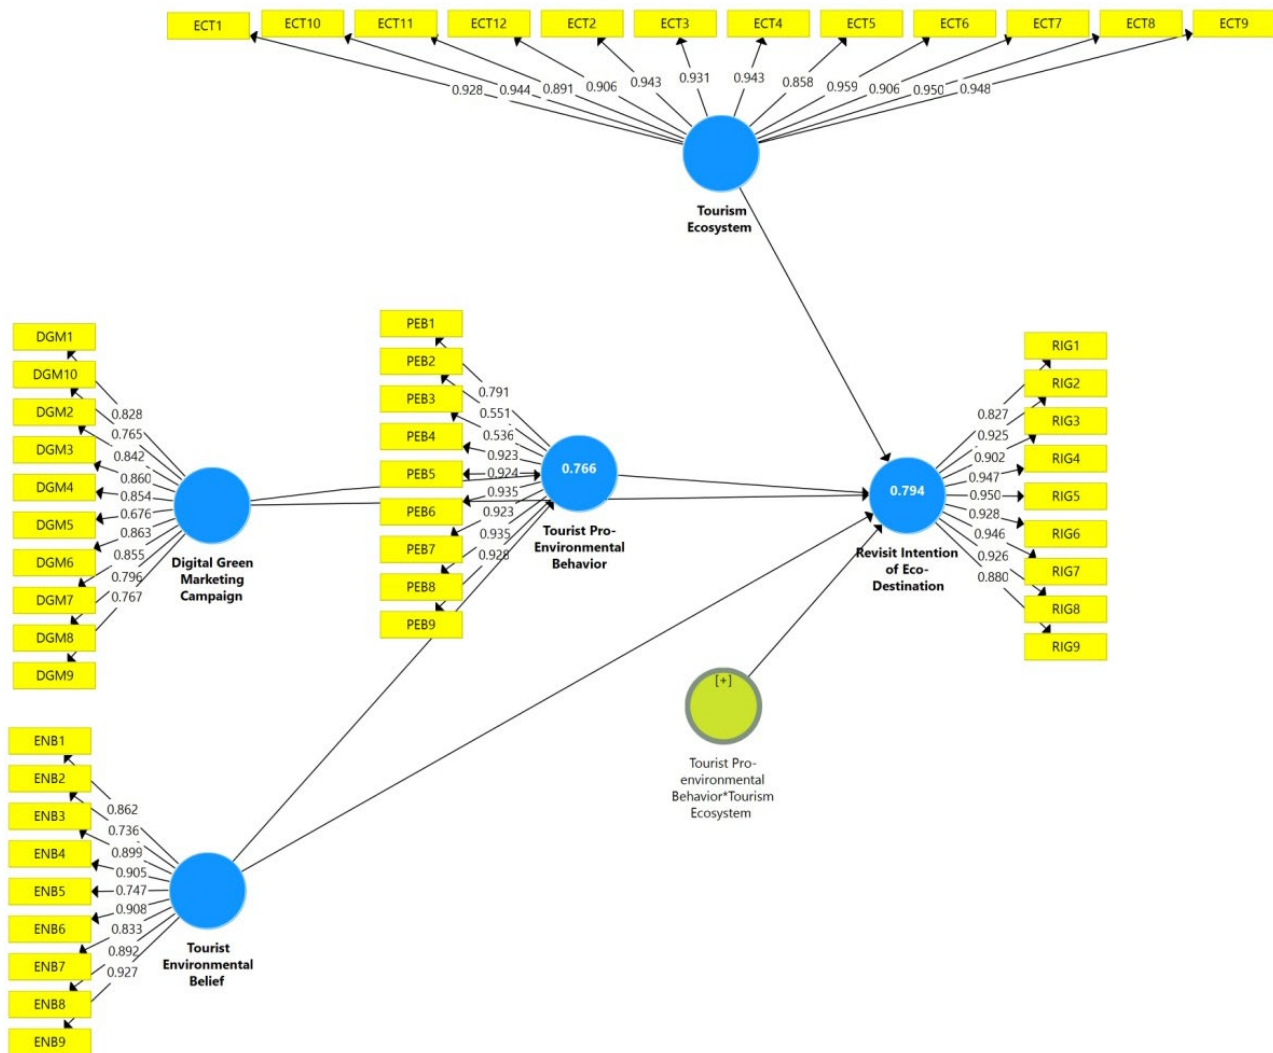 ECT1
ECT10
ECT11
ECT12
ECT2
ECT3
ECT4
ECT5
ECT6
ECT7
ECT8
ECT9
0.928
0.944
0.891
0.906
0.943
0.931
0.943
0.858
0.959
0.906
0.950
0.948
Tourism
Ecosystem
DGM1
DGM10
DGM2
DGM3
DGM4
DGM5
DGM6
DGM7
DGM8
DGM9
0.828
0.765
0.842
0.860
0.854
0.676
0.863
0.855
0.796
0.767
Digital Green
Marketing
Campaign
PEB1
PEB2
PEB3
PEB4
PEB5
PEB6
PEB7
PEB8
PEB9
0.791
0.551
0.536
0.923
0.924
0.935
0.923
0.935
0.928
0.766
Tourist Pro-
Environmental
Behavior
0.794
Revisit Intention
of Eco-
Destination
0.827
0.925
0.902
0.947
0.950
0.928
0.946
0.926
0.880
RIG1
RIG2
RIG3
RIG4
RIG5
RIG6
RIG7
RIG8
RIG9
[+]
Tourist Pro-
environmental
Behavior*Tourism
Ecosystem
ENB1
ENB2
ENB3
ENB4
ENB5
ENB6
ENB7
ENB8
ENB9
0.862
0.736
0.899
0.905
0.747
0.908
0.833
0.892
0.927
Tourist
Environmental
Belief